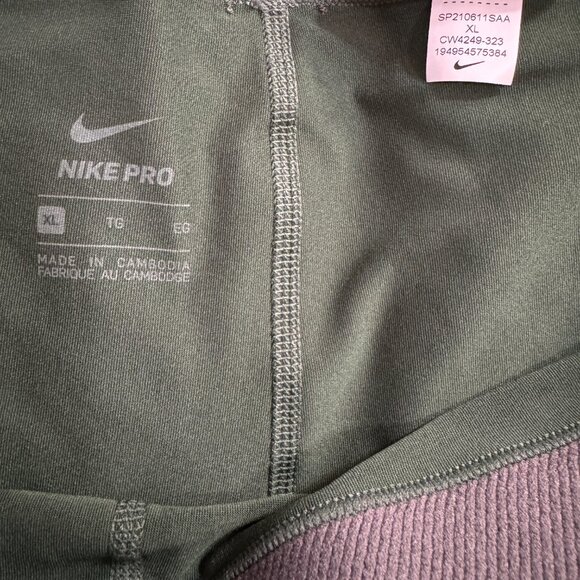 SP210611SAA
XL
CW4249-323
194954575384
NIKE PRO
XL TG EG
MADE IN CAMBODIA
FABRIQUE AU CAMBODGE